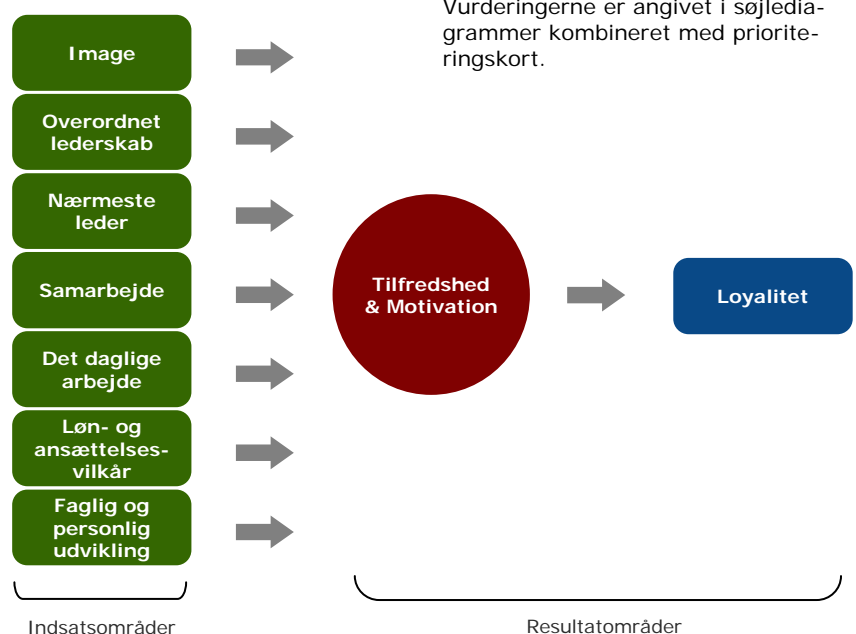 Vurderingerne er angivet i søjledia-
grammer kombineret med priorite-
ringskort.
Image
Overordnet
lederskab
Nærmeste
leder
Samarbejde
Det daglige
arbejde
Løn- og
ansættelses-
vilkår
Faglig og
personlig
udvikling
Tilfredshed
& Motivation
Loyalitet
Indsatsområder
Resultatområder